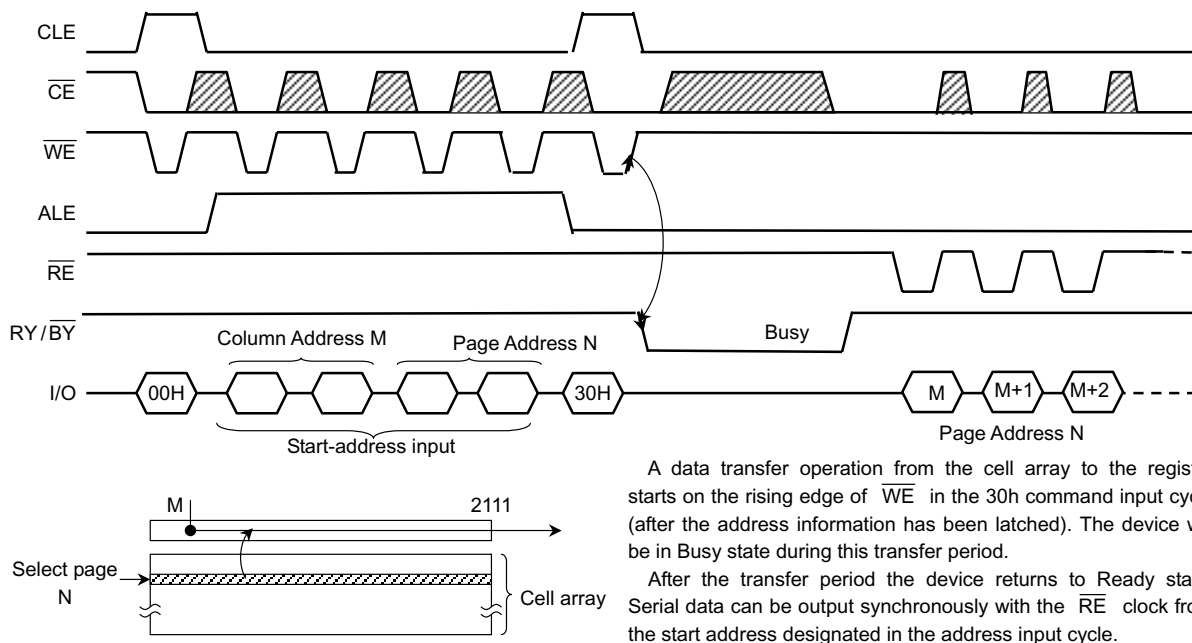 CLE
CE
WE
ALE
RE
RY/BY
Busy
Column Address M
Page Address N
I/O
00H
30H
M
M+1
M+2
Start-address input
Page Address N
M
2111
Select page
N
Cell array
A data transfer operation from the cell array to the regist
starts on the rising edge of WE in the 30h command input cyc
(after the address information has been latched). The device w
be in Busy state during this transfer period.
After the transfer period the device returns to Ready sta
Serial data can be output synchronously with the RE clock fro
the start address designated in the address input cycle.